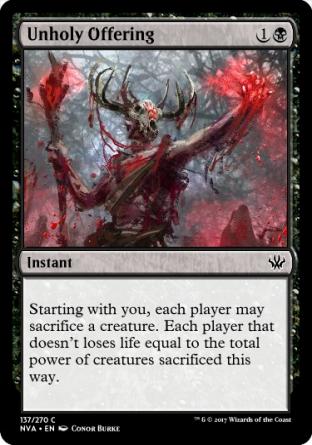 Unholy Offering 1
Instant
Starting with you, each player may
sacrifice a creature. Each player that
doesn't loses life equal to the total
power of creatures sacrificed this
way.
137/270 C
NVA • EN Conor Burke
™ & © 2017 Wizards of the Coast